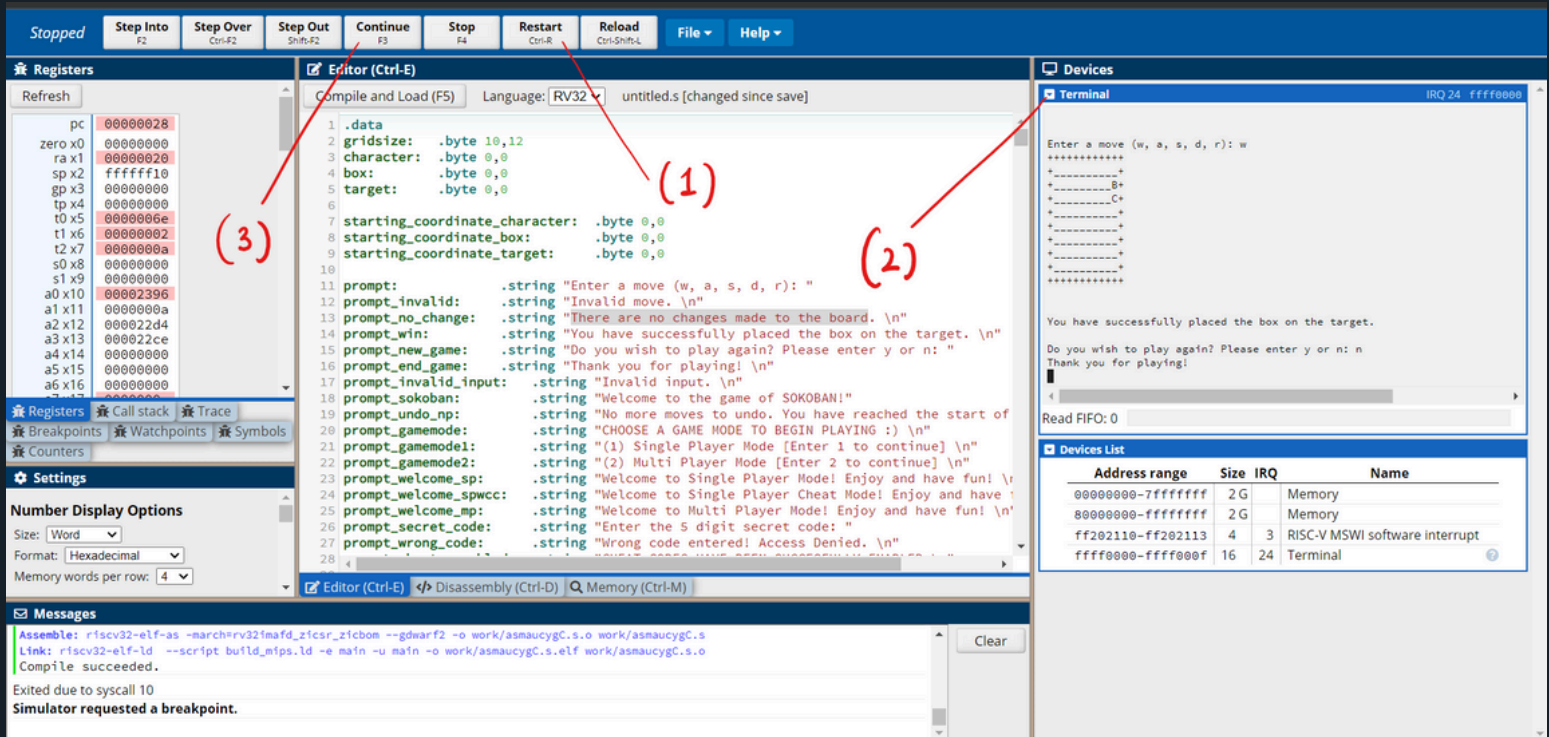 Stopped
Step Into
F2
Step Over
Ctrl-F2
Step Out
Shift-F2
Continue
F3
Stop
F4
Restart
Ctrl-R
Reload
Ctrl-Shift-L
File
Help
Registers
Refresh
pc 00000028
zero x0 00000000
ra x1 00000020
sp x2 ffffff10
gp x3 00000000
tp x4 00000000
t0 x5 0000006e
t1 x6 00000002
t2 x7 0000000a
s0 x8 00000000
s1 x9 00000000
a0 x10 00002396
a1 x11 0000000a
a2 x12 000022d4
a3 x13 000022ce
a4 x14 00000000
a5 x15 00000000
a6 x16 00000000
Registers Call stack Trace
Breakpoints Watchpoints Symbols
Counters
Settings
Number Display Options
Size: Word
Format: Hexadecimal
Memory words per row: 4
Editor (Ctrl-E)
Compile and Load (F5) Language: RV32 untitled.s [changed since save]
1 .data
2 gridsize: .byte 10,12
3 character: .byte 0,0
4 box: .byte 0,0
5 target: .byte 0,0
6
7 starting_coordinate_character: .byte 0,0
8 starting_coordinate_box: .byte 0,0
9 starting_coordinate_target: .byte 0,0
10
11 prompt: .string "Enter a move (w, a, s, d, r): "
12 prompt_invalid: .string "Invalid move. \n"
13 prompt_no_change: .string "There are no changes made to the board. \n"
14 prompt_win: .string "You have successfully placed the box on the target. \n"
15 prompt_new_game: .string "Do you wish to play again? Please enter y or n: "
16 prompt_end_game: .string "Thank you for playing! \n"
17 prompt_invalid_input: .string "Invalid input. \n"
18 prompt_sokoban: .string "Welcome to the game of SOKOBAN!"
19 prompt_undo_np: .string "No more moves to undo. You have reached the start of
20 prompt_gamemode: .string "CHOOSE A GAME MODE TO BEGIN PLAYING :) \n"
21 prompt_gamemode1: .string "(1) Single Player Mode [Enter 1 to continue] \n"
22 prompt_gamemode2: .string "(2) Multi Player Mode [Enter 2 to continue] \n"
23 prompt_welcome_sp: .string "Welcome to Single Player Mode! Enjoy and have fun! \
24 prompt_welcome_spwcc: .string "Welcome to Single Player Cheat Mode! Enjoy and have
25 prompt_welcome_mp: .string "Welcome to Multi Player Mode! Enjoy and have fun! \n"
26 prompt_secret_code: .string "Enter the 5 digit secret code: "
27 prompt_wrong_code: .string "Wrong code entered! Access Denied. \n"
28
Editor (Ctrl-E) Disassembly (Ctrl-D) Memory (Ctrl-M)
(1)
(2)
(3)
Devices
Terminal IRQ 24 ffff0000
Enter a move (w, a, s, d, r): w
++++++++++++
+__________+
+_________B+
+_________C+
+__________+
+__________+
+__________+
+__________+
+__________+
++++++++++++
You have successfully placed the box on the target.
Do you wish to play again? Please enter y or n: n
Thank you for playing!
Read FIFO: 0
Devices List
Address range Size IRQ Name
00000000-7fffffff 2 G Memory
80000000-ffffffff 2 G Memory
ff202110-ff202113 4 3 RISC-V MSWI software interrupt
ffff0000-ffff000f 16 24 Terminal
Messages
Assemble: riscv32-elf-as -march=rv32imafd_zicsr_zicbom --gdwarf2 -o work/asmaucygC.s.o work/asmaucygC.s
Link: riscv32-elf-ld --script build_mips.ld -e main -u main -o work/asmaucygC.s.elf work/asmaucygC.s.o
Compile succeeded.
Exited due to syscall 10
Simulator requested a breakpoint.
Clear